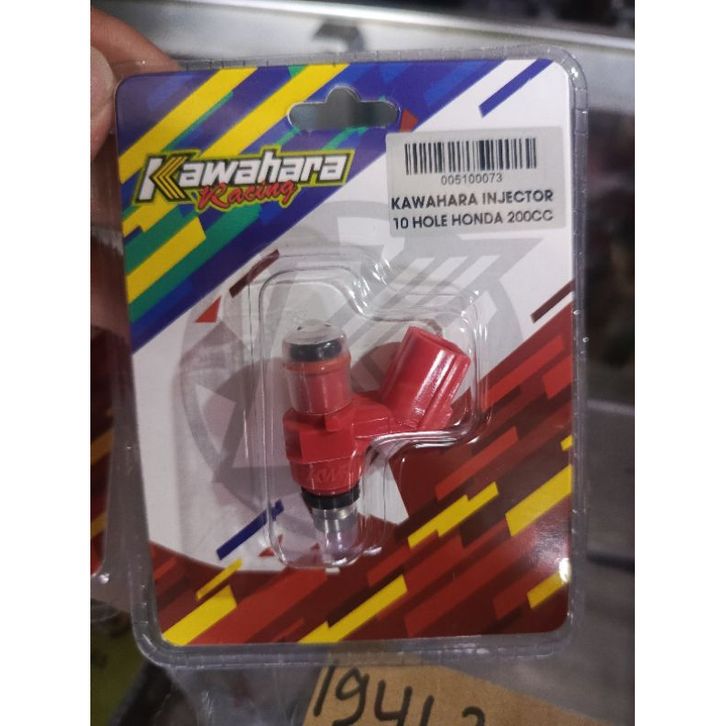 Kawahara
Racing
005100073
KAWAHARA INJECTOR
10 HOLE HONDA 200CC